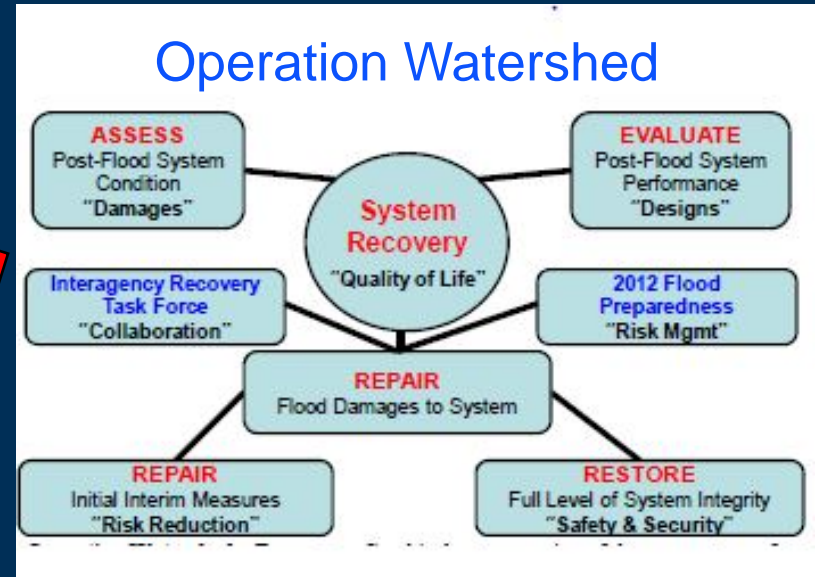 Operation Watershed
ASSESS
Post-Flood System
Condition
"Damages"
EVALUATE
Post-Flood System
Performance
"Designs"
System
Recovery
"Quality of Life"
Interagency Recovery
Task Force
"Collaboration"
2012 Flood
Preparedness
"Risk Mgmt"
REPAIR
Flood Damages to System
REPAIR
Initial Interim Measures
"Risk Reduction"
RESTORE
Full Level of System Integrity
"Safety & Security"